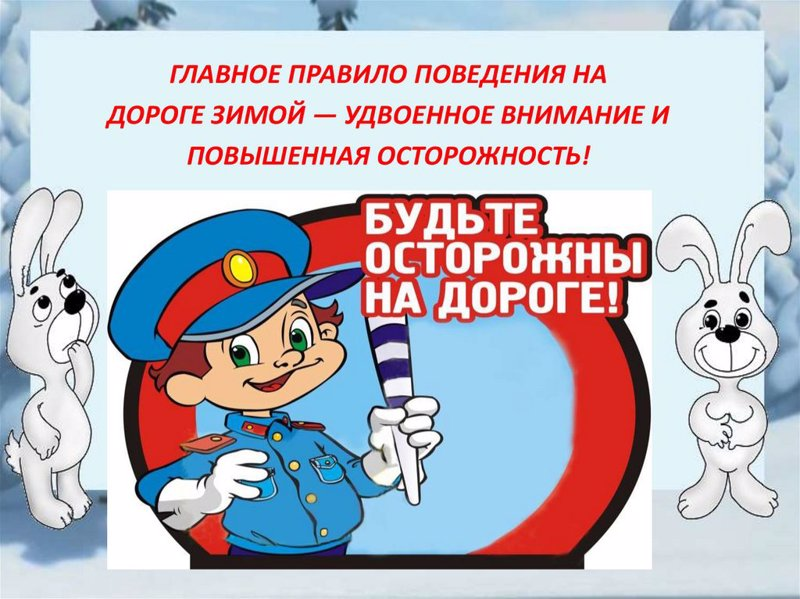 ГЛАВНОЕ ПРАВИЛО ПОВЕДЕНИЯ НА
ДОРОГЕ ЗИМОЙ — УДВОЕННОЕ ВНИМАНИЕ И
ПОВЫШЕННАЯ ОСТОРОЖНОСТЬ!
БУДЬТЕ
ОСТОРОЖНЫ
НА ДОРОГЕ!